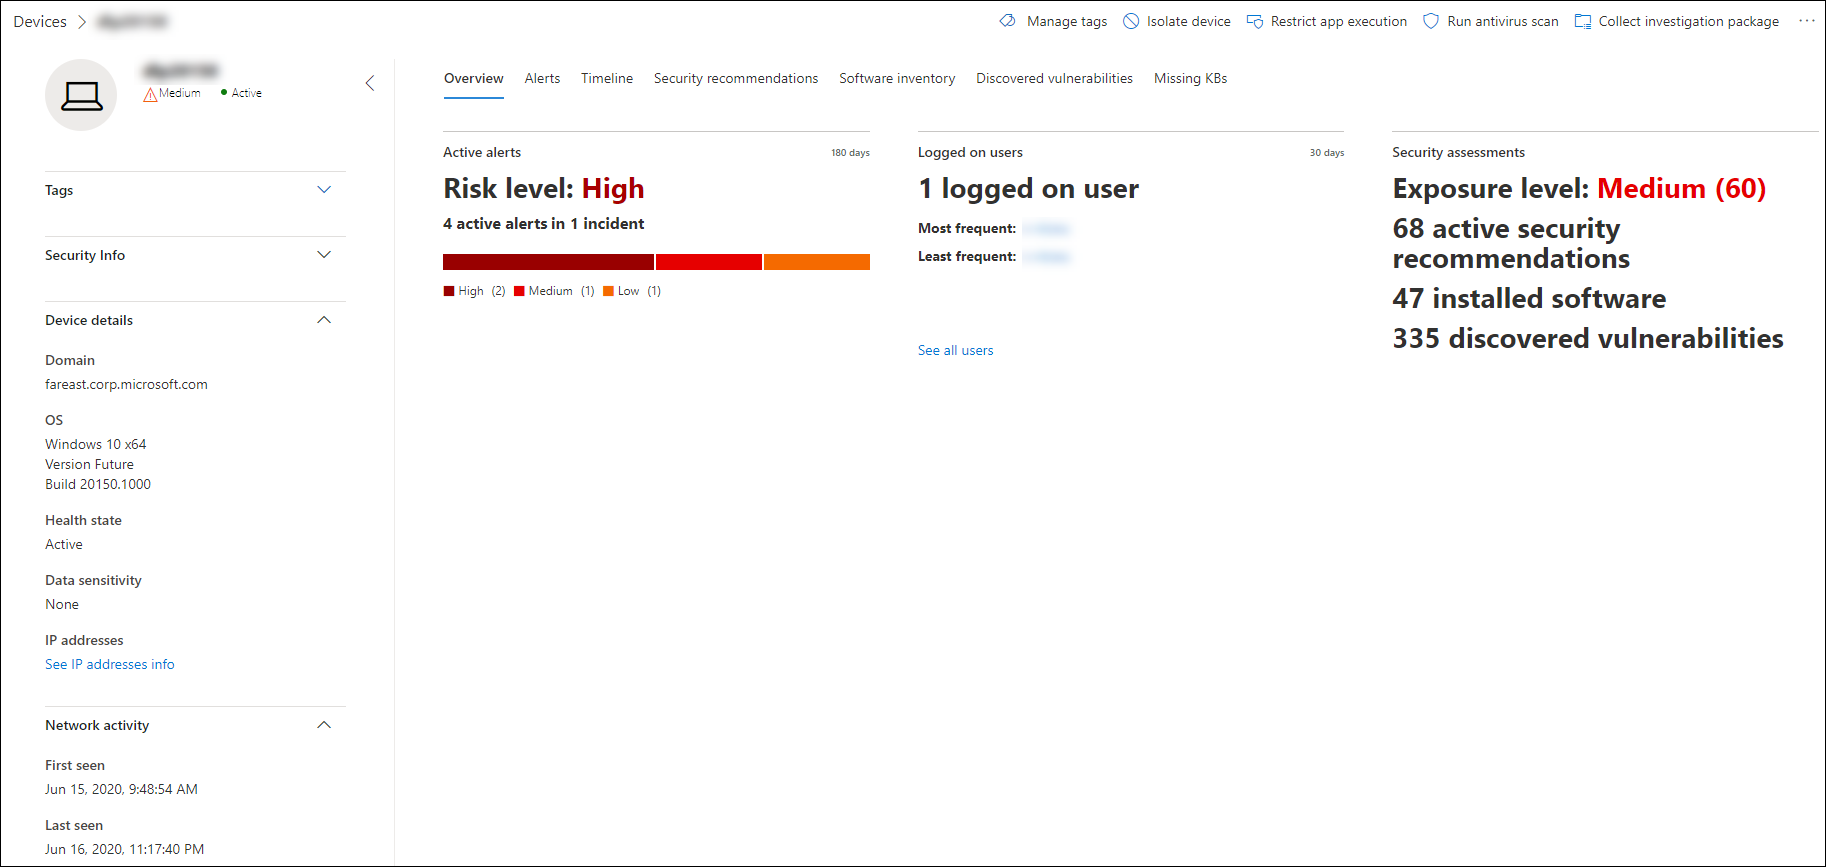 Devices
Manage tags
Isolate device
Restrict app execution
Run antivirus scan
Collect investigation package
Medium
Active
Tags
Security Info
Device details
Domain
fareast.corp.microsoft.com
OS
Windows 10 x64
Version Future
Build 20150.1000
Health state
Active
Data sensitivity
None
IP addresses
See IP addresses info
Network activity
First seen
Jun 15, 2020, 9:48:54 AM
Last seen
Jun 16, 2020, 11:17:40 PM
Overview
Alerts
Timeline
Security recommendations
Software inventory
Discovered vulnerabilities
Missing KBs
Active alerts
180 days
Risk level: High
4 active alerts in 1 incident
High (2)
Medium (1)
Low (1)
Logged on users
30 days
1 logged on user
Most frequent:
Least frequent:
See all users
Security assessments
Exposure level: Medium (60)
68 active security
recommendations
47 installed software
335 discovered vulnerabilities